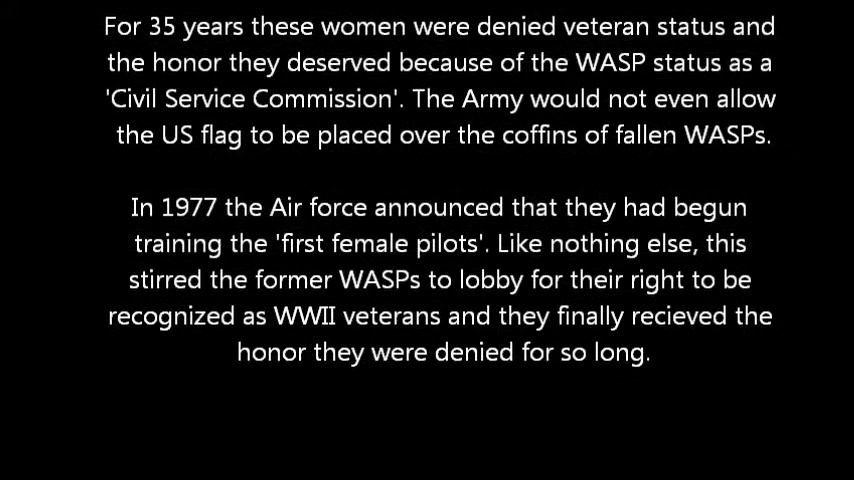 For 35 years these women were denied veteran status and
the honor they deserved because of the WASP status as a
'Civil Service Commission'. The Army would not even allow
the US flag to be placed over the coffins of fallen WASPs.
In 1977 the Air force announced that they had begun
training the 'first female pilots'. Like nothing else, this
stirred the former WASPs to lobby for their right to be
recognized as WWII veterans and they finally recieved the
honor they were denied for so long.